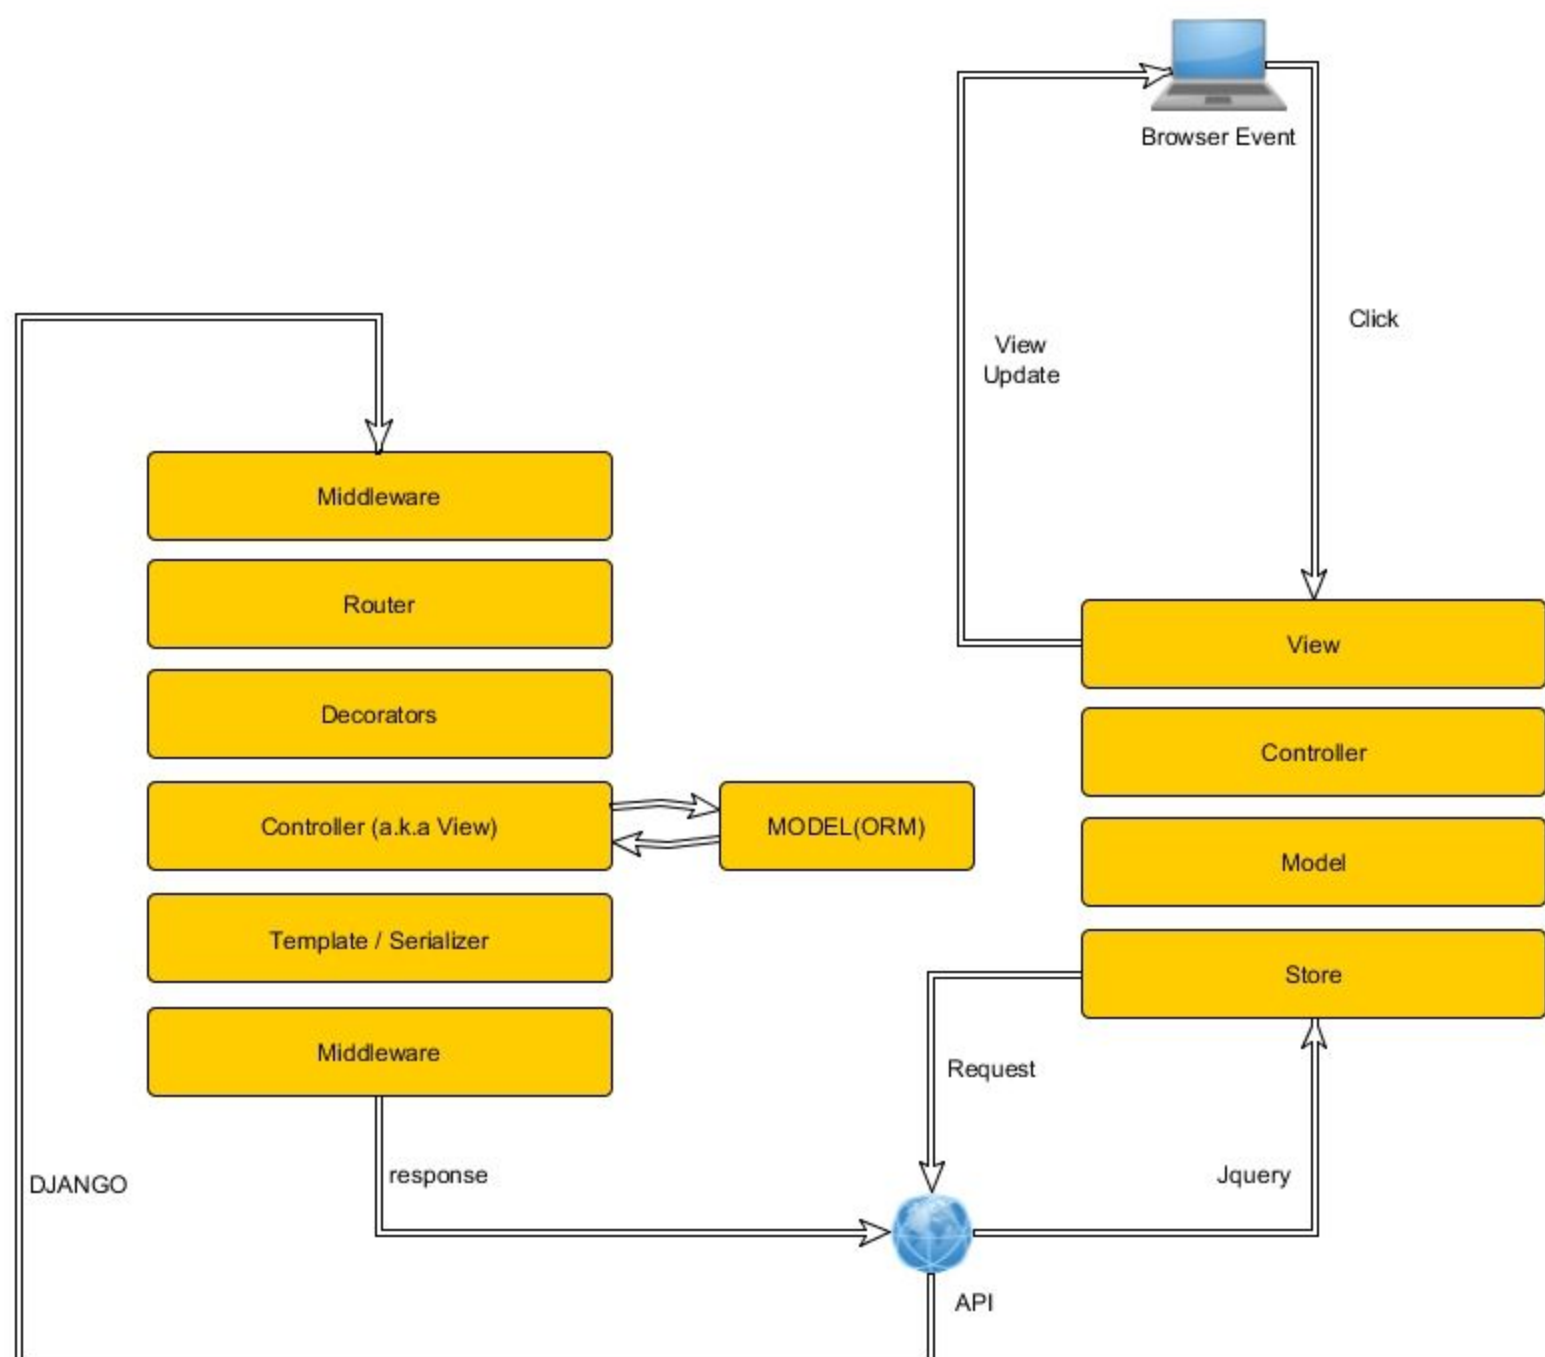 Browser Event
Click
View
Update
Middleware
Router
Decorators
Controller (a.k.a View)
MODEL(ORM)
Template / Serializer
Middleware
View
Controller
Model
Store
Request
response
Jquery
DJANGO
API